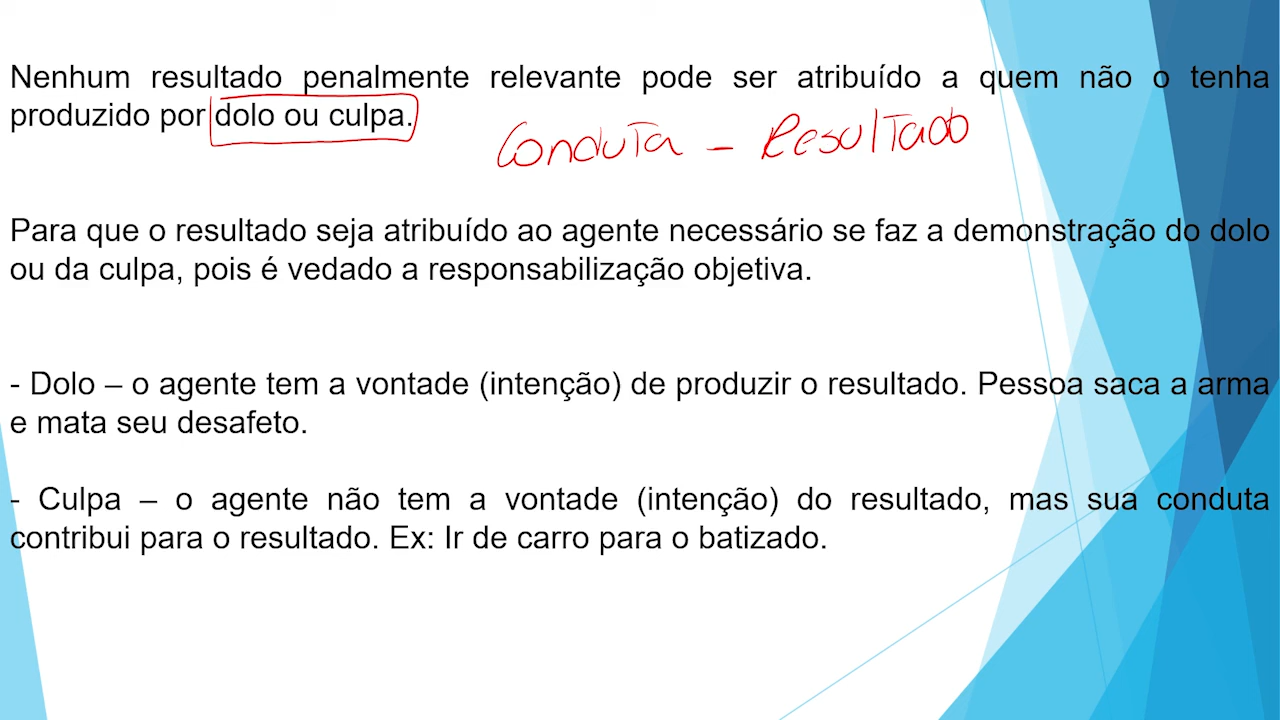 Nenhum resultado penalmente relevante pode ser atribuído a quem não o tenha
produzido por dolo ou culpa.
Conduta - Resultado
Para que o resultado seja atribuído ao agente necessário se faz a demonstração do dolo
ou da culpa, pois é vedado a responsabilização objetiva.
- Dolo – o agente tem a vontade (intenção) de produzir o resultado. Pessoa saca a arma
e mata seu desafeto.
- Culpa – o agente não tem a vontade (intenção) do resultado, mas sua conduta
contribui para o resultado. Ex: Ir de carro para o batizado.